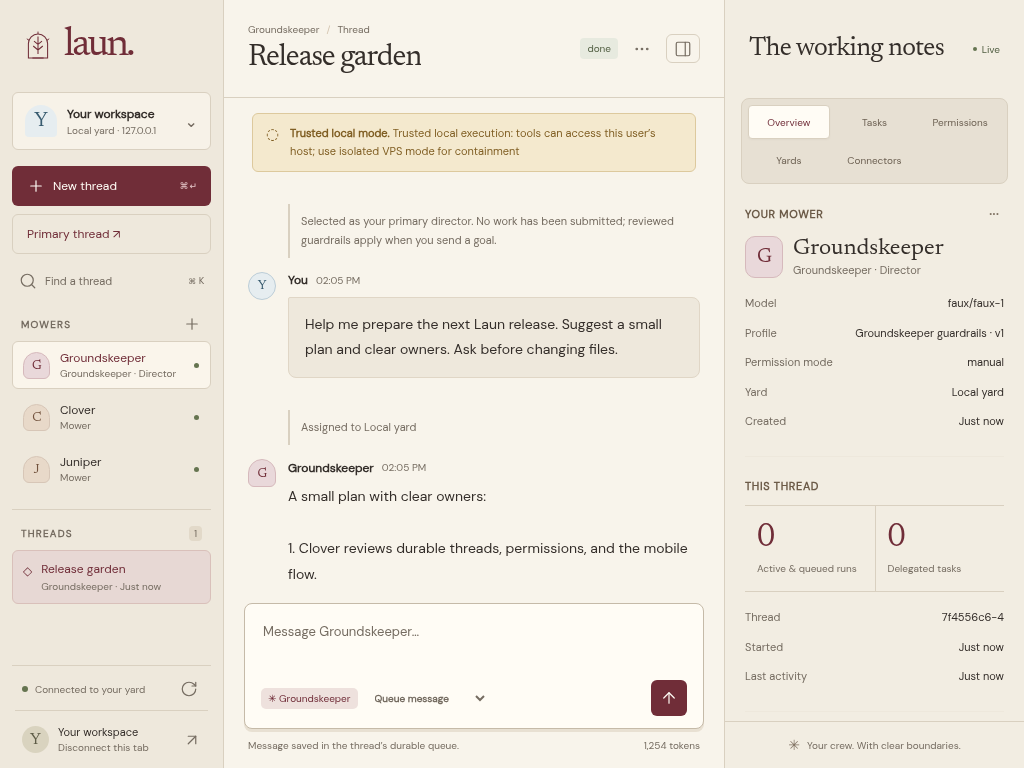 laun.
Y
Your workspace
Local yard · 127.0.0.1
New thread ⌘↵
Primary thread ↗
Find a thread ⌘ K
MOWERS
G
Groundskeeper
Groundskeeper · Director
C
Clover
Mower
J
Juniper
Mower
THREADS 1
Release garden
Groundskeeper · Just now
Connected to your yard
Y
Your workspace
Disconnect this tab
Groundskeeper / Thread
Release garden
done
Trusted local mode. Trusted local execution: tools can access this user's
host; use isolated VPS mode for containment
Selected as your primary director. No work has been submitted; reviewed
guardrails apply when you send a goal.
Y
You 02:05 PM
Help me prepare the next Laun release. Suggest a small
plan and clear owners. Ask before changing files.
Assigned to Local yard
G
Groundskeeper 02:05 PM
A small plan with clear owners:
1. Clover reviews durable threads, permissions, and the mobile
flow.
Message Groundskeeper…
✳ Groundskeeper Queue message
Message saved in the thread's durable queue. 1,254 tokens
The working notes
Live
Overview Tasks Permissions
Yards Connectors
YOUR MOWER
G
Groundskeeper
Groundskeeper · Director
Model faux/faux-1
Profile Groundskeeper guardrails · v1
Permission mode manual
Yard Local yard
Created Just now
THIS THREAD
0 0
Active & queued runs Delegated tasks
Thread 7f4556c6-4
Started Just now
Last activity Just now
✳ Your crew. With clear boundaries.